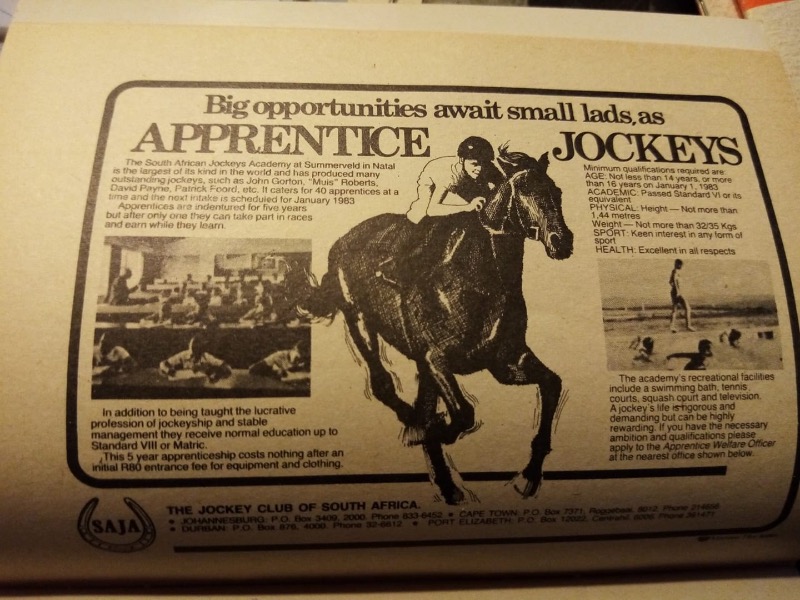 Big opportunities await small lads, as
APPRENTICE JOCKEYS
The South African Jockeys Academy at Summerveld in Natal
is the largest of its kind in the world and has produced many
outstanding jockeys, such as John Gorton, "Muis" Roberts,
David Payne, Patrick Foord, etc. It caters for 40 apprentices at a
time and the next intake is scheduled for January 1983
Apprentices are indentured for five years
but after only one they can take part in races
and earn while they learn.
In addition to being taught the lucrative
profession of jockeyship and stable
management they receive normal education up to
Standard VIII or Matric.
This 5 year apprenticeship costs nothing after an
initial R80 entrance fee for equipment and clothing.
Minimum qualifications required are:
AGE: Not less than 14 years, or more
than 16 years on January 1, 1983
ACADEMIC: Passed Standard VI or its
equivalent
PHYSICAL: Height — Not more than
1,44 metres
Weight — Not more than 32/35 Kgs
SPORT: Keen interest in any form of
sport
HEALTH: Excellent in all respects
The academy's recreational facilities
include a swimming bath, tennis
courts, squash court and television.
A jockey's life is rigorous and
demanding but can be highly
rewarding. If you have the necessary
ambition and qualifications please
apply to the Apprentice Welfare Officer
at the nearest office shown below.
SAJA
THE JOCKEY CLUB OF SOUTH AFRICA.
• JOHANNESBURG: P.O. Box 3409, 2000. Phone 833-6452 • CAPE TOWN: P.O. Box 7371, Roggebaai, 8012. Phone
• DURBAN: P.O. Box 876, 4000. Phone • PORT ELIZABETH: P.O. Box Phone